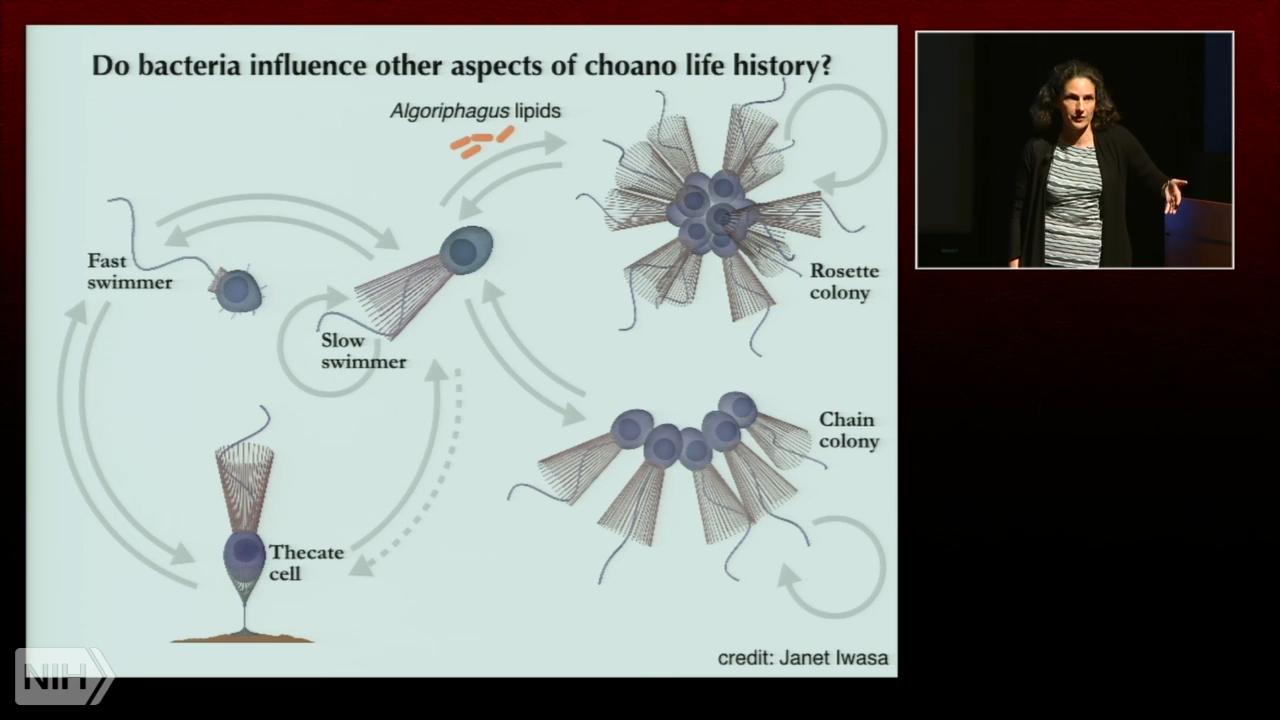 Do bacteria influence other aspects of choano life history?
Algoriphagus lipids
Fast
swimmer
Slow
swimmer
Rosette
colony
Chain
colony
Thecate
cell
credit: Janet Iwasa
NIH